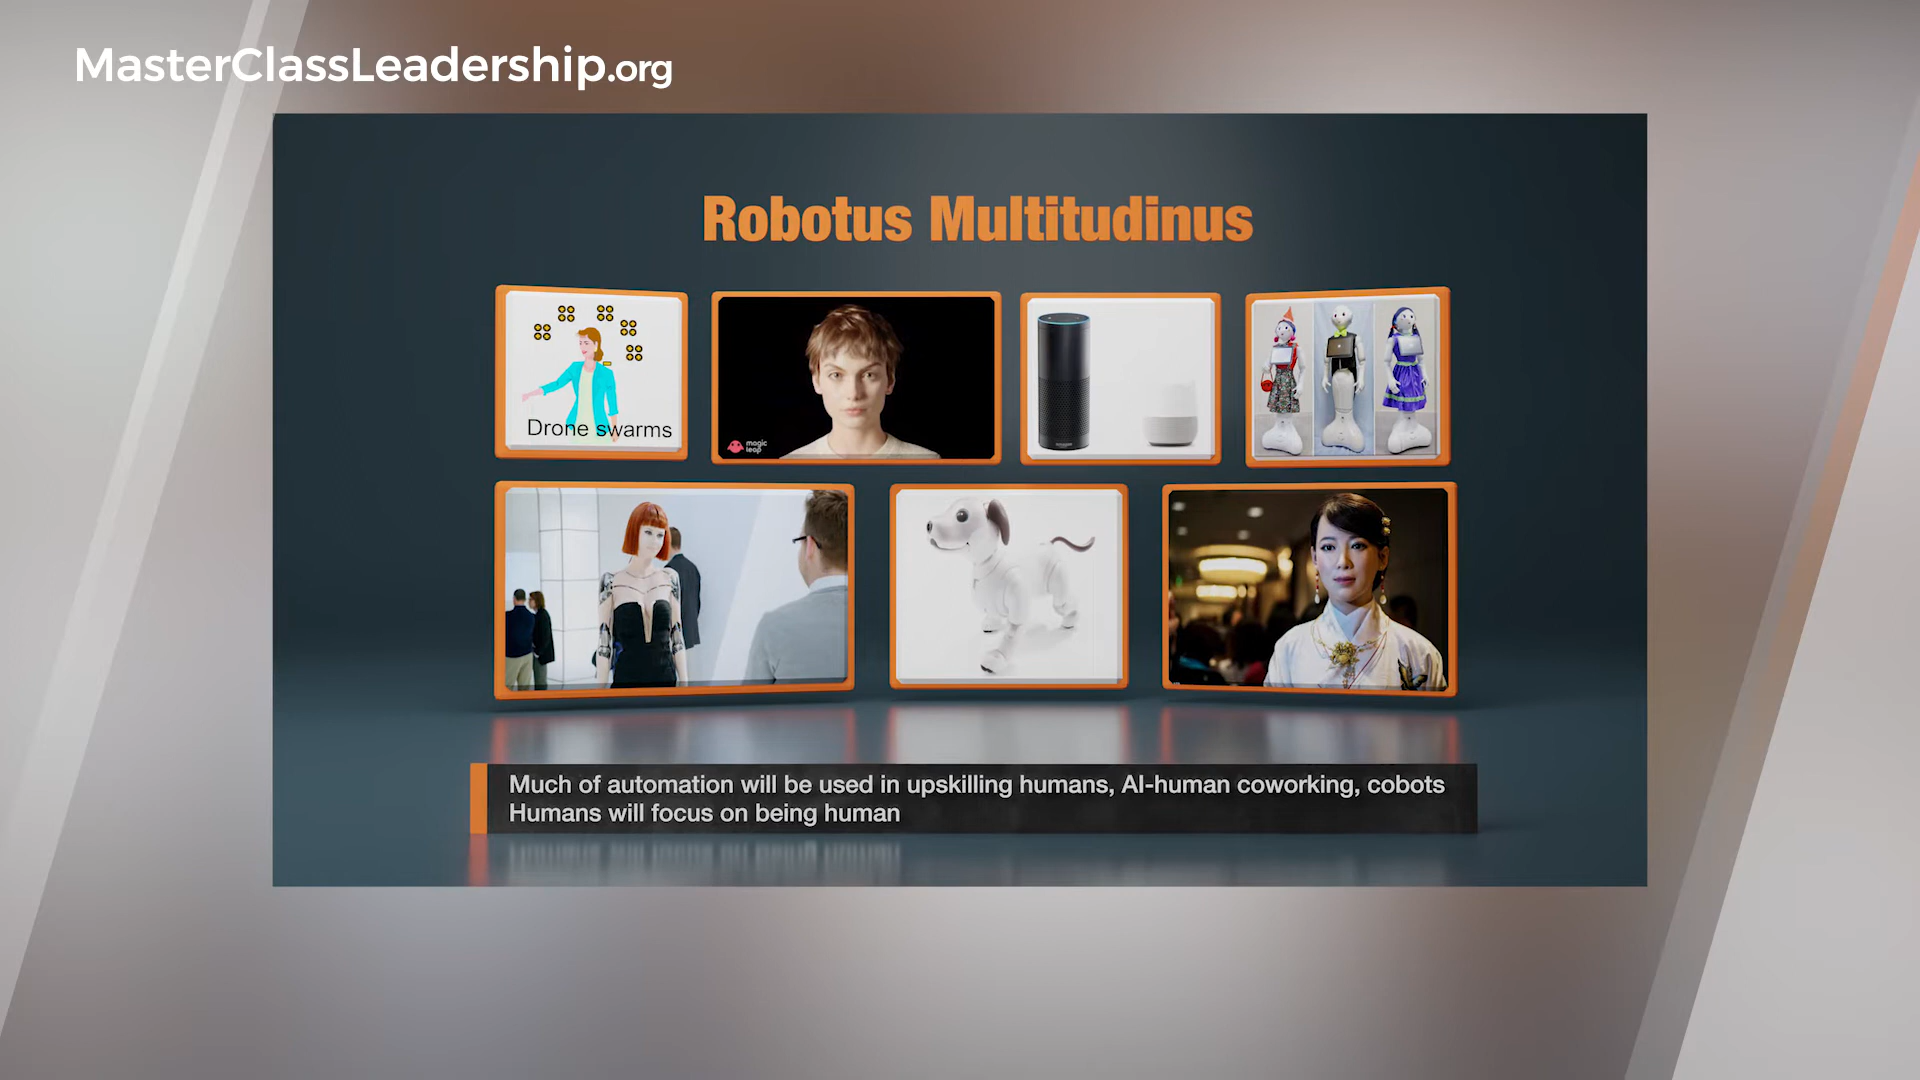 MasterClassLeadership.org
Robotus Multitudinus
Drone swarms
magic
leap
Much of automation will be used in upskilling humans, AI-human coworking, cobots
Humans will focus on being human